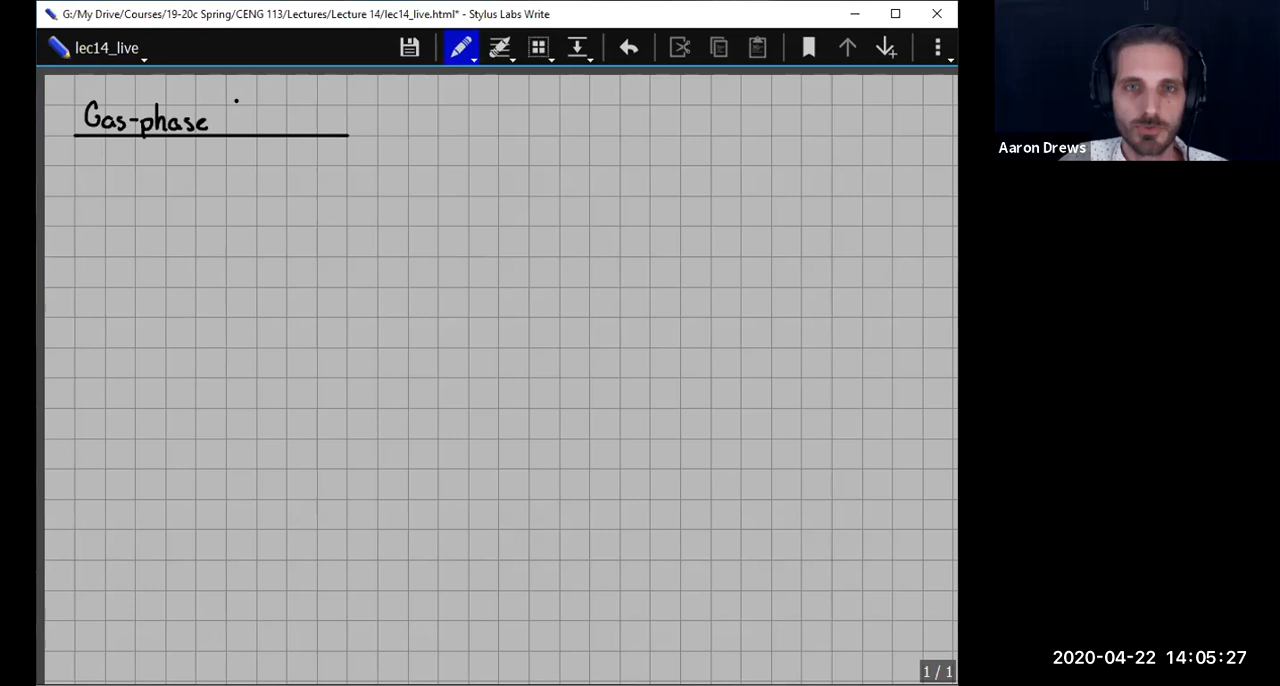 G:/My Drive/Courses/19-20c Spring/CENG 113/Lectures/Lecture 14/lec14_live.html* - Stylus Labs Write
lec14_live
Gas-phase
Aaron Drews
1 / 1
2020-04-22 14:05:27